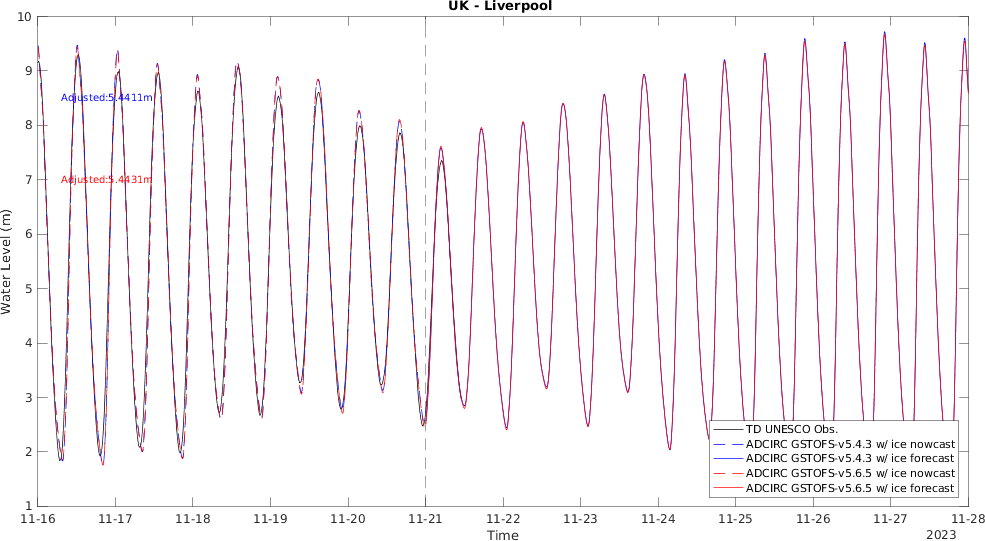 UK - Liverpool
10
9
8
7
6
5
4
3
2
1
Water Level (m)
Adjusted:5.4411m
Adjusted:5.4431m
TD UNESCO Obs.
ADCIRC GSTOFS-v5.4.3 w/ ice nowcast
ADCIRC GSTOFS-v5.4.3 w/ ice forecast
ADCIRC GSTOFS-v5.6.5 w/ ice nowcast
ADCIRC GSTOFS-v5.6.5 w/ ice forecast
11-16 11-17 11-18 11-19 11-20 11-21 11-22 11-23 11-24 11-25 11-26 11-27 11-28
Time
2023